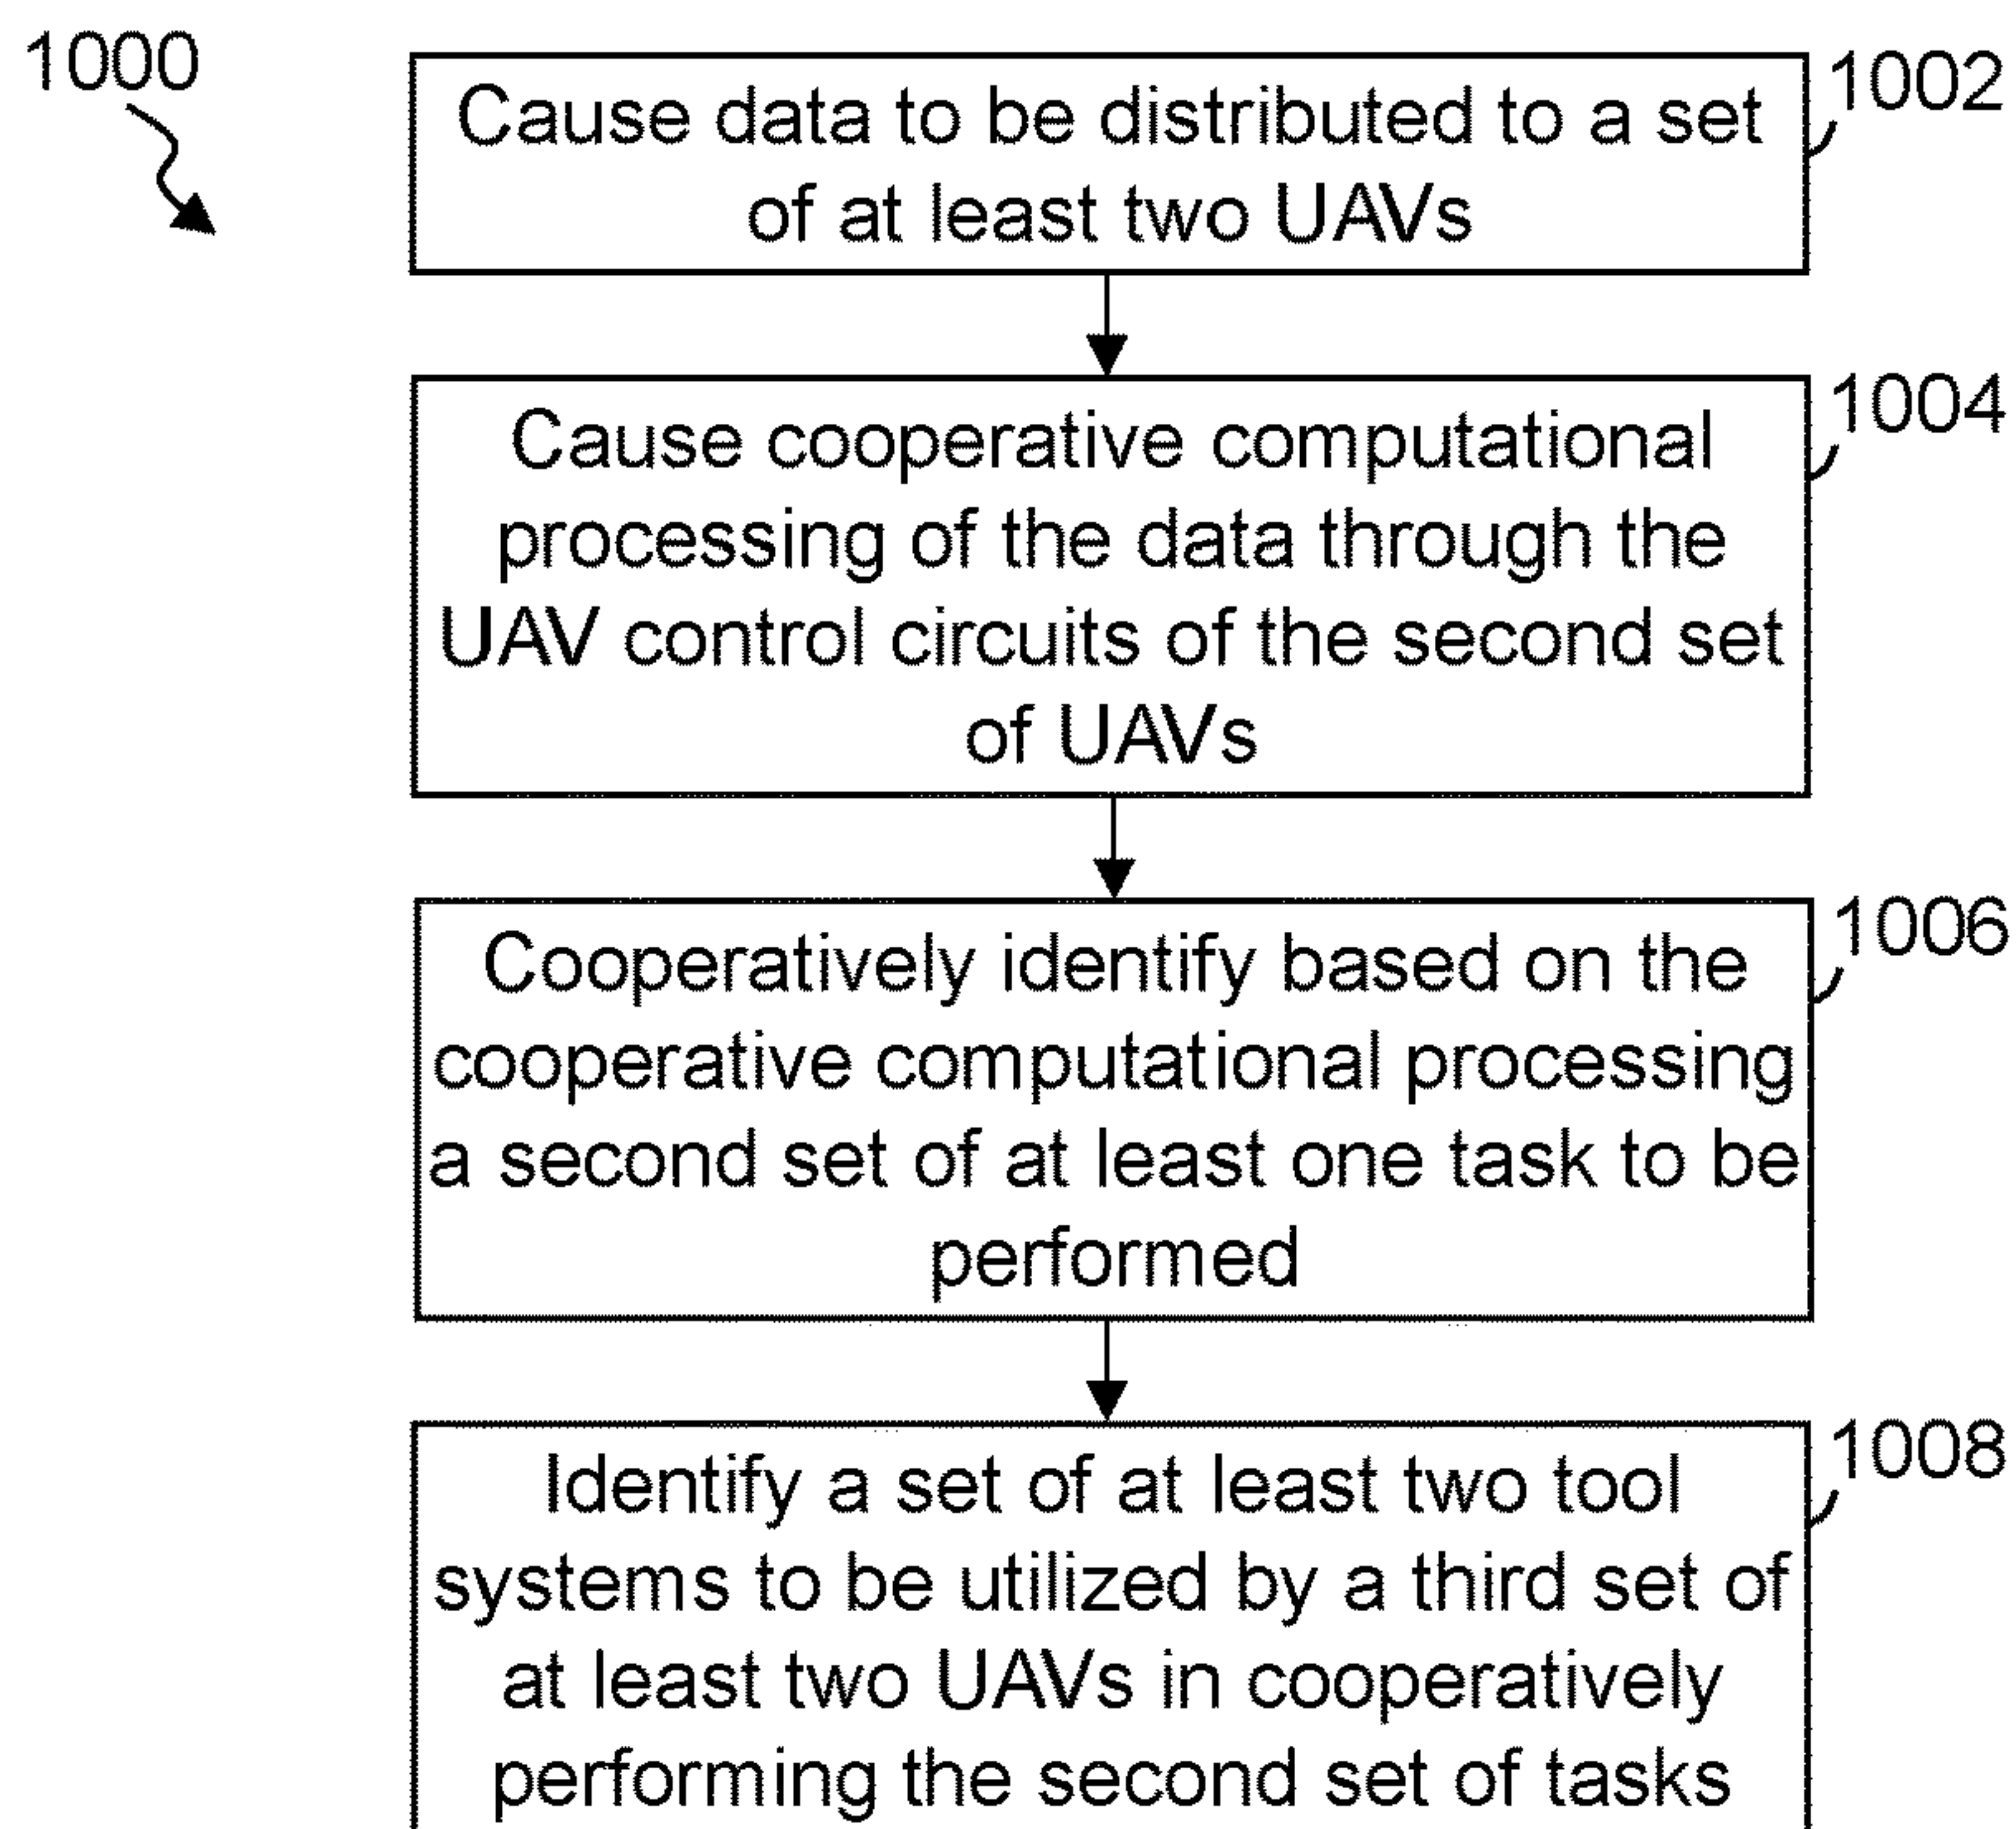 1000
1002
Cause data to be distributed to a set
of at least two UAVs
1004
Cause cooperative computational
processing of the data through the
UAV control circuits of the second set
of UAVs
1006
Cooperatively identify based on the
cooperative computational processing
a second set of at least one task to be
performed
1008
Identify a set of at least two tool
systems to be utilized by a third set of
at least two UAVs in cooperatively
performing the second set of tasks